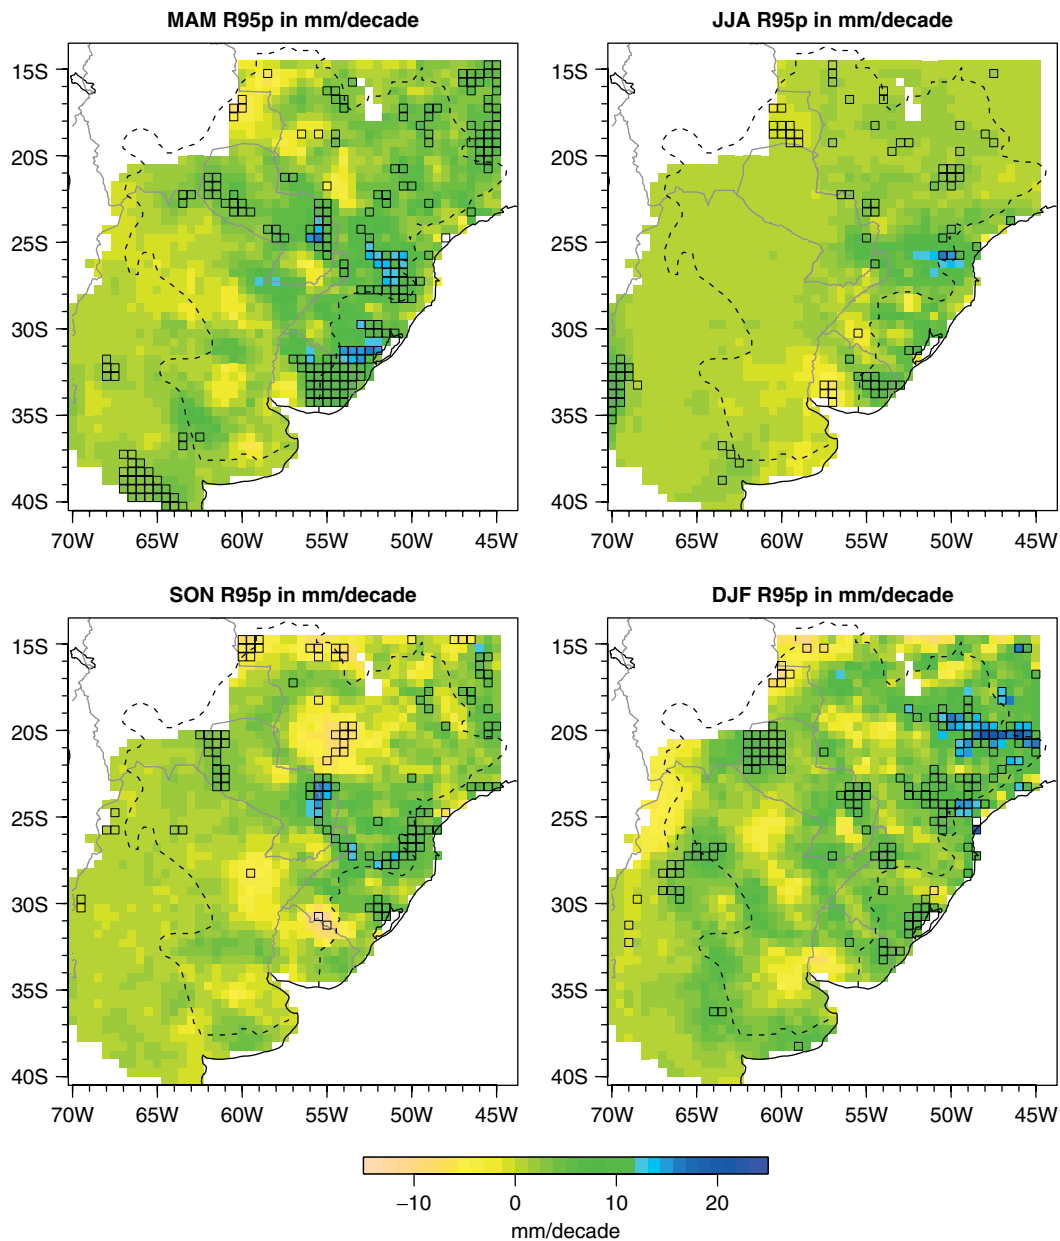 MAM R95p in mm/decade
JJA R95p in mm/decade
15S
20S
25S
30S
35S
40S
70W 65W 60W 55W 50W 45W
15S
20S
25S
30S
35S
40S
70W 65W 60W 55W 50W 45W
SON R95p in mm/decade
DJF R95p in mm/decade
15S
20S
25S
30S
35S
40S
70W 65W 60W 55W 50W 45W
15S
20S
25S
30S
35S
40S
70W 65W 60W 55W 50W 45W
−10 0 10 20
mm/decade